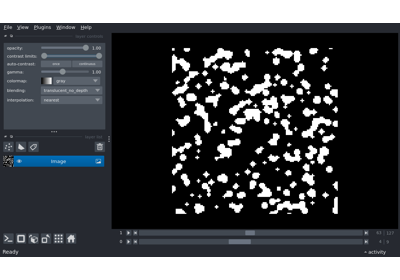 File View Plugins Window Help
opacity: 1.00
contrast limits:
auto-contrast: once continuous
gamma: 1.00
colormap: gray
blending: translucent_no_depth
interpolation: nearest
Image
1
0
Ready
activity